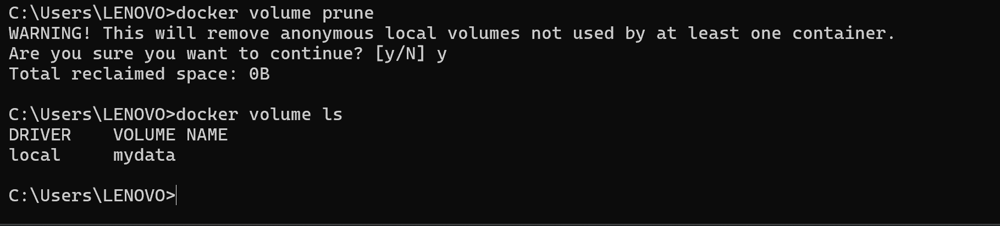 C:\Users\LENOVO>docker volume prune
WARNING! This will remove anonymous local volumes not used by at least one container.
Are you sure you want to continue? [y/N] y
Total reclaimed space: 0B
C:\Users\LENOVO>docker volume ls
DRIVER    VOLUME NAME
local     mydata
C:\Users\LENOVO>